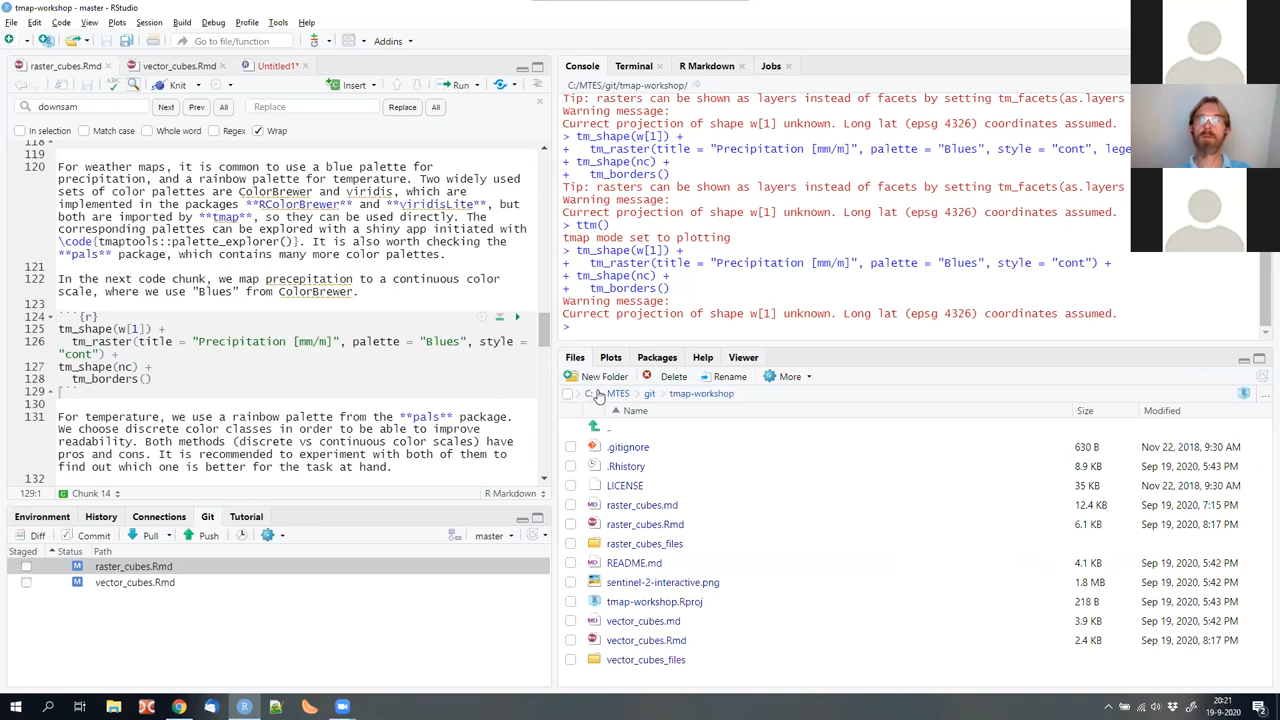 tmap-workshop - master - RStudio
File Edit Code View Plots Session Build Debug Profile Tools Help
Go to file/function Addins
raster_cubes.Rmd × vector_cubes.Rmd × Untitled1* ×
Knit Insert Run
downsam Next Prev All Replace Replace All
In selection Match case Whole word Regex Wrap
118
119
120 For weather maps, it is common to use a blue palette for
precipition, and a rainbow palette for temperature. Two widely used
sets of color palettes are ColorBrewer and viridis, which are
implemented in the packages **RColorBrewer** and **viridisLite**, but
both are imported by **tmap**, so they can be used directly. The
corresponding palettes can be explored with a shiny app initiated with
\code{tmaptools::palette_explorer()}. It is also worth checking the
**pals** package, which contains many more color palettes.
121
122 In the next code chunk, we map precepitation to a continuous color
scale, where we use "Blues" from ColorBrewer.
123
124 ```{r}
125 tm_shape(w[1]) +
126 tm_raster(title = "Precipitation [mm/m]", palette = "Blues", style =
"cont") +
127 tm_shape(nc) +
128 tm_borders()
129 ```
130
131 For temperature, we use a rainbow palette from the **pals** package.
We choose discrete color classes in order to be able to improve
readability. Both methods (discrete vs continuous color scales) have
pros and cons. It is recommended to experiment with both of them to
find out which one is better for the task at hand.
132
129:1 Chunk 14 R Markdown
Environment History Connections Git Tutorial
Diff Commit Pull Push master
Staged Status Path
M raster_cubes.Rmd
M vector_cubes.Rmd
Console Terminal × R Markdown × Jobs ×
C:/MTES/git/tmap-workshop/
Tip: rasters can be shown as layers instead of facets by setting tm_facets(as.layers
Warning message:
Currect projection of shape w[1] unknown. Long lat (epsg 4326) coordinates assumed.
> tm_shape(w[1]) +
+ tm_raster(title = "Precipitation [mm/m]", palette = "Blues", style = "cont", lege
+ tm_shape(nc) +
+ tm_borders()
Tip: rasters can be shown as layers instead of facets by setting tm_facets(as.layers
Warning message:
Currect projection of shape w[1] unknown. Long lat (epsg 4326) coordinates assumed.
> ttm()
tmap mode set to plotting
> tm_shape(w[1]) +
+ tm_raster(title = "Precipitation [mm/m]", palette = "Blues", style = "cont") +
+ tm_shape(nc) +
+ tm_borders()
Warning message:
Currect projection of shape w[1] unknown. Long lat (epsg 4326) coordinates assumed.
>
Files Plots Packages Help Viewer
New Folder Delete Rename More
C: MTES git tmap-workshop ...
Name Size Modified
..
.gitignore 630 B Nov 22, 2018, 9:30 AM
.Rhistory 8.9 KB Sep 19, 2020, 5:43 PM
LICENSE 35 KB Nov 22, 2018, 9:30 AM
raster_cubes.md 12.4 KB Sep 19, 2020, 7:15 PM
raster_cubes.Rmd 6.1 KB Sep 19, 2020, 8:17 PM
raster_cubes_files
README.md 4.1 KB Sep 19, 2020, 5:42 PM
sentinel-2-interactive.png 1.8 MB Sep 19, 2020, 5:42 PM
tmap-workshop.Rproj 218 B Sep 19, 2020, 5:43 PM
vector_cubes.md 3.9 KB Sep 19, 2020, 5:42 PM
vector_cubes.Rmd 2.4 KB Sep 19, 2020, 8:17 PM
vector_cubes_files
20:21
19-9-2020
2